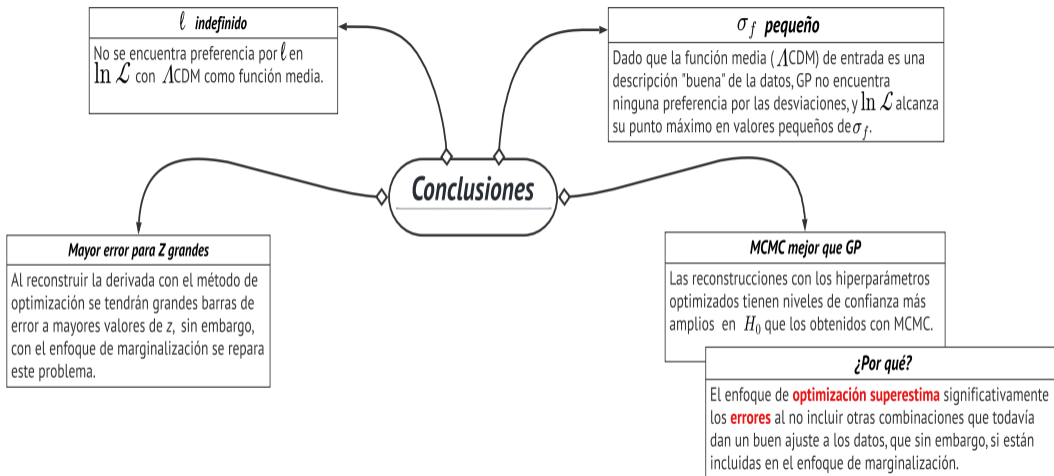 ℓ indefinido
No se encuentra preferencia por ℓ en
ln ℒ con ΛCDM como función media.
σ_f pequeño
Dado que la función media ( ΛCDM) de entrada es una
descripción "buena" de la datos, GP no encuentra
ninguna preferencia por las desviaciones, y ln ℒ alcanza
su punto máximo en valores pequeños de σ_f.
Conclusiones
Mayor error para Z grandes
Al reconstruir la derivada con el método de
optimización se tendrán grandes barras de
error a mayores valores de z, sin embargo,
con el enfoque de marginalización se repara
este problema.
MCMC mejor que GP
Las reconstrucciones con los hiperparámetros
optimizados tienen niveles de confianza más
amplios en H₀ que los obtenidos con MCMC.
¿Por qué?
El enfoque de optimización superestima significativamente
los errores al no incluir otras combinaciones que todavía
dan un buen ajuste a los datos, que sin embargo, si están
incluidas en el enfoque de marginalización.